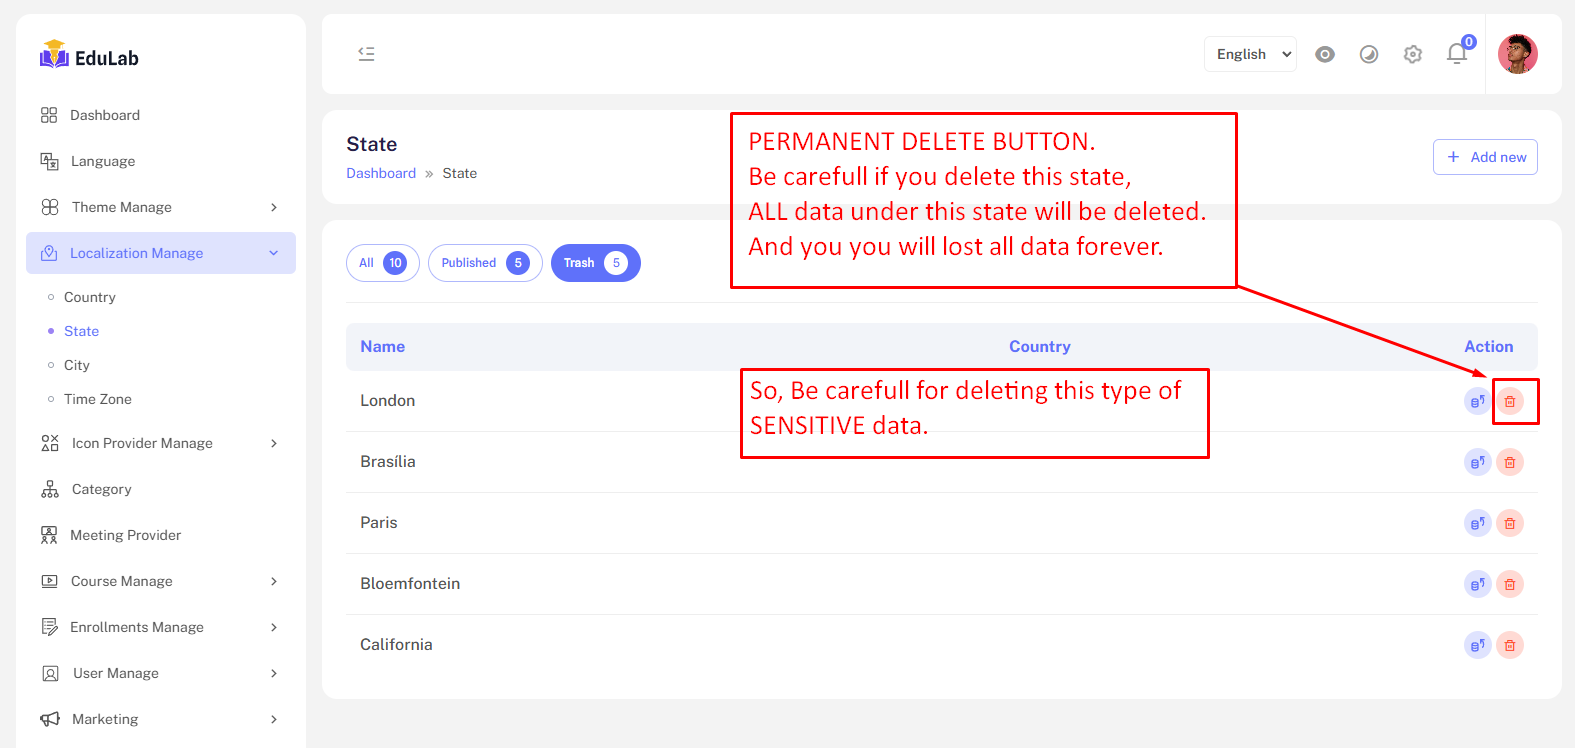 EduLab
Dashboard
Language
Theme Manage
Localization Manage
Country
State
City
Time Zone
Icon Provider Manage
Category
Meeting Provider
Course Manage
Enrollments Manage
User Manage
Marketing
English
0
State
Dashboard » State
Add new
PERMANENT DELETE BUTTON.
Be carefull if you delete this state,
ALL data under this state will be deleted.
And you you will lost all data forever.
All 10
Published 5
Trash 5
Name Country Action
London
So, Be carefull for deleting this type of
SENSITIVE data.
Brasília
Paris
Bloemfontein
California